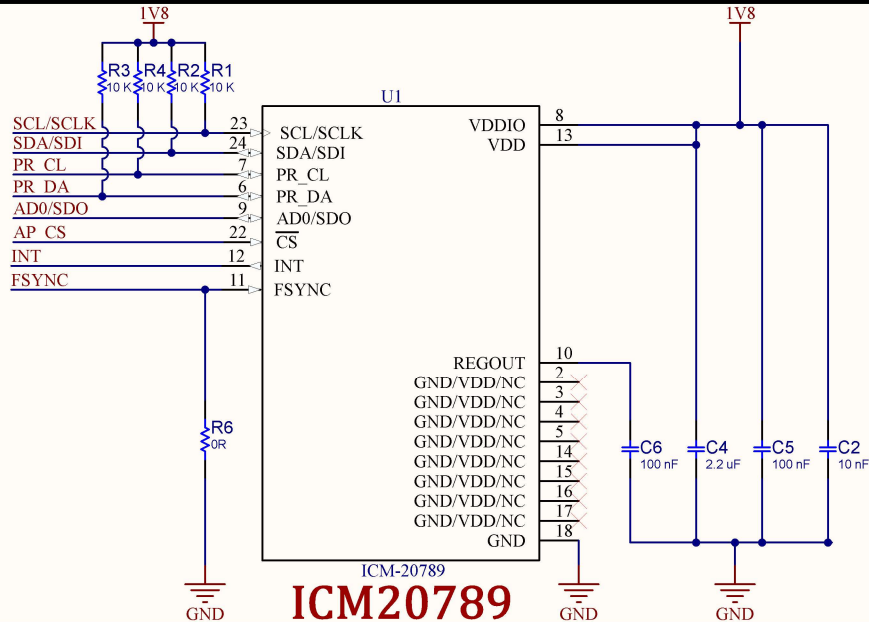 1V8
1V8
R3 R4 R2 R1
10 K 10 K 10 K 10 K
U1
SCL/SCLK 23 SCL/SCLK
SDA/SDI 24 SDA/SDI
PR_CL 7 PR_CL
PR_DA 6 PR_DA
AD0/SDO 9 AD0/SDO
AP_CS 22 CS
INT 12 INT
FSYNC 11 FSYNC
VDDIO 8
VDD 13
REGOUT 10
GND/VDD/NC 2
GND/VDD/NC 3
GND/VDD/NC 4
GND/VDD/NC 5
GND/VDD/NC 14
GND/VDD/NC 15
GND/VDD/NC 16
GND/VDD/NC 17
GND 18
R6
0R
C6 C4 C5 C2
100 nF 2.2 uF 100 nF 10 nF
ICM-20789
ICM20789
GND GND GND